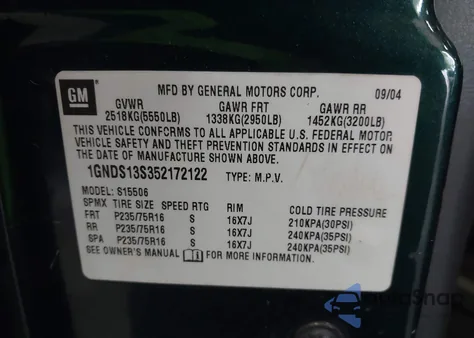 GM
MFD BY GENERAL MOTORS CORP. 09/04
GVWR GAWR FRT GAWR RR
2518KG(5550LB) 1338KG(2950LB) 1452KG(3200LB)
THIS VEHICLE CONFORMS TO ALL APPLICABLE U.S. FEDERAL MOTOR
VEHICLE SAFETY AND THEFT PREVENTION STANDARDS IN EFFECT ON
THE DATE OF MANUFACTURE SHOWN ABOVE.
1GNDS13S352172122 TYPE: M.P.V.
MODEL: S15506
SPMX TIRE SIZE SPEED RTG RIM COLD TIRE PRESSURE
FRT P235/75R16 S 16X7J 210KPA(30PSI)
RR P235/75R16 S 16X7J 240KPA(35PSI)
SPA P235/75R16 S 16X7J 240KPA(35PSI)
SEE OWNER'S MANUAL FOR MORE INFORMATION.
AutoSnap